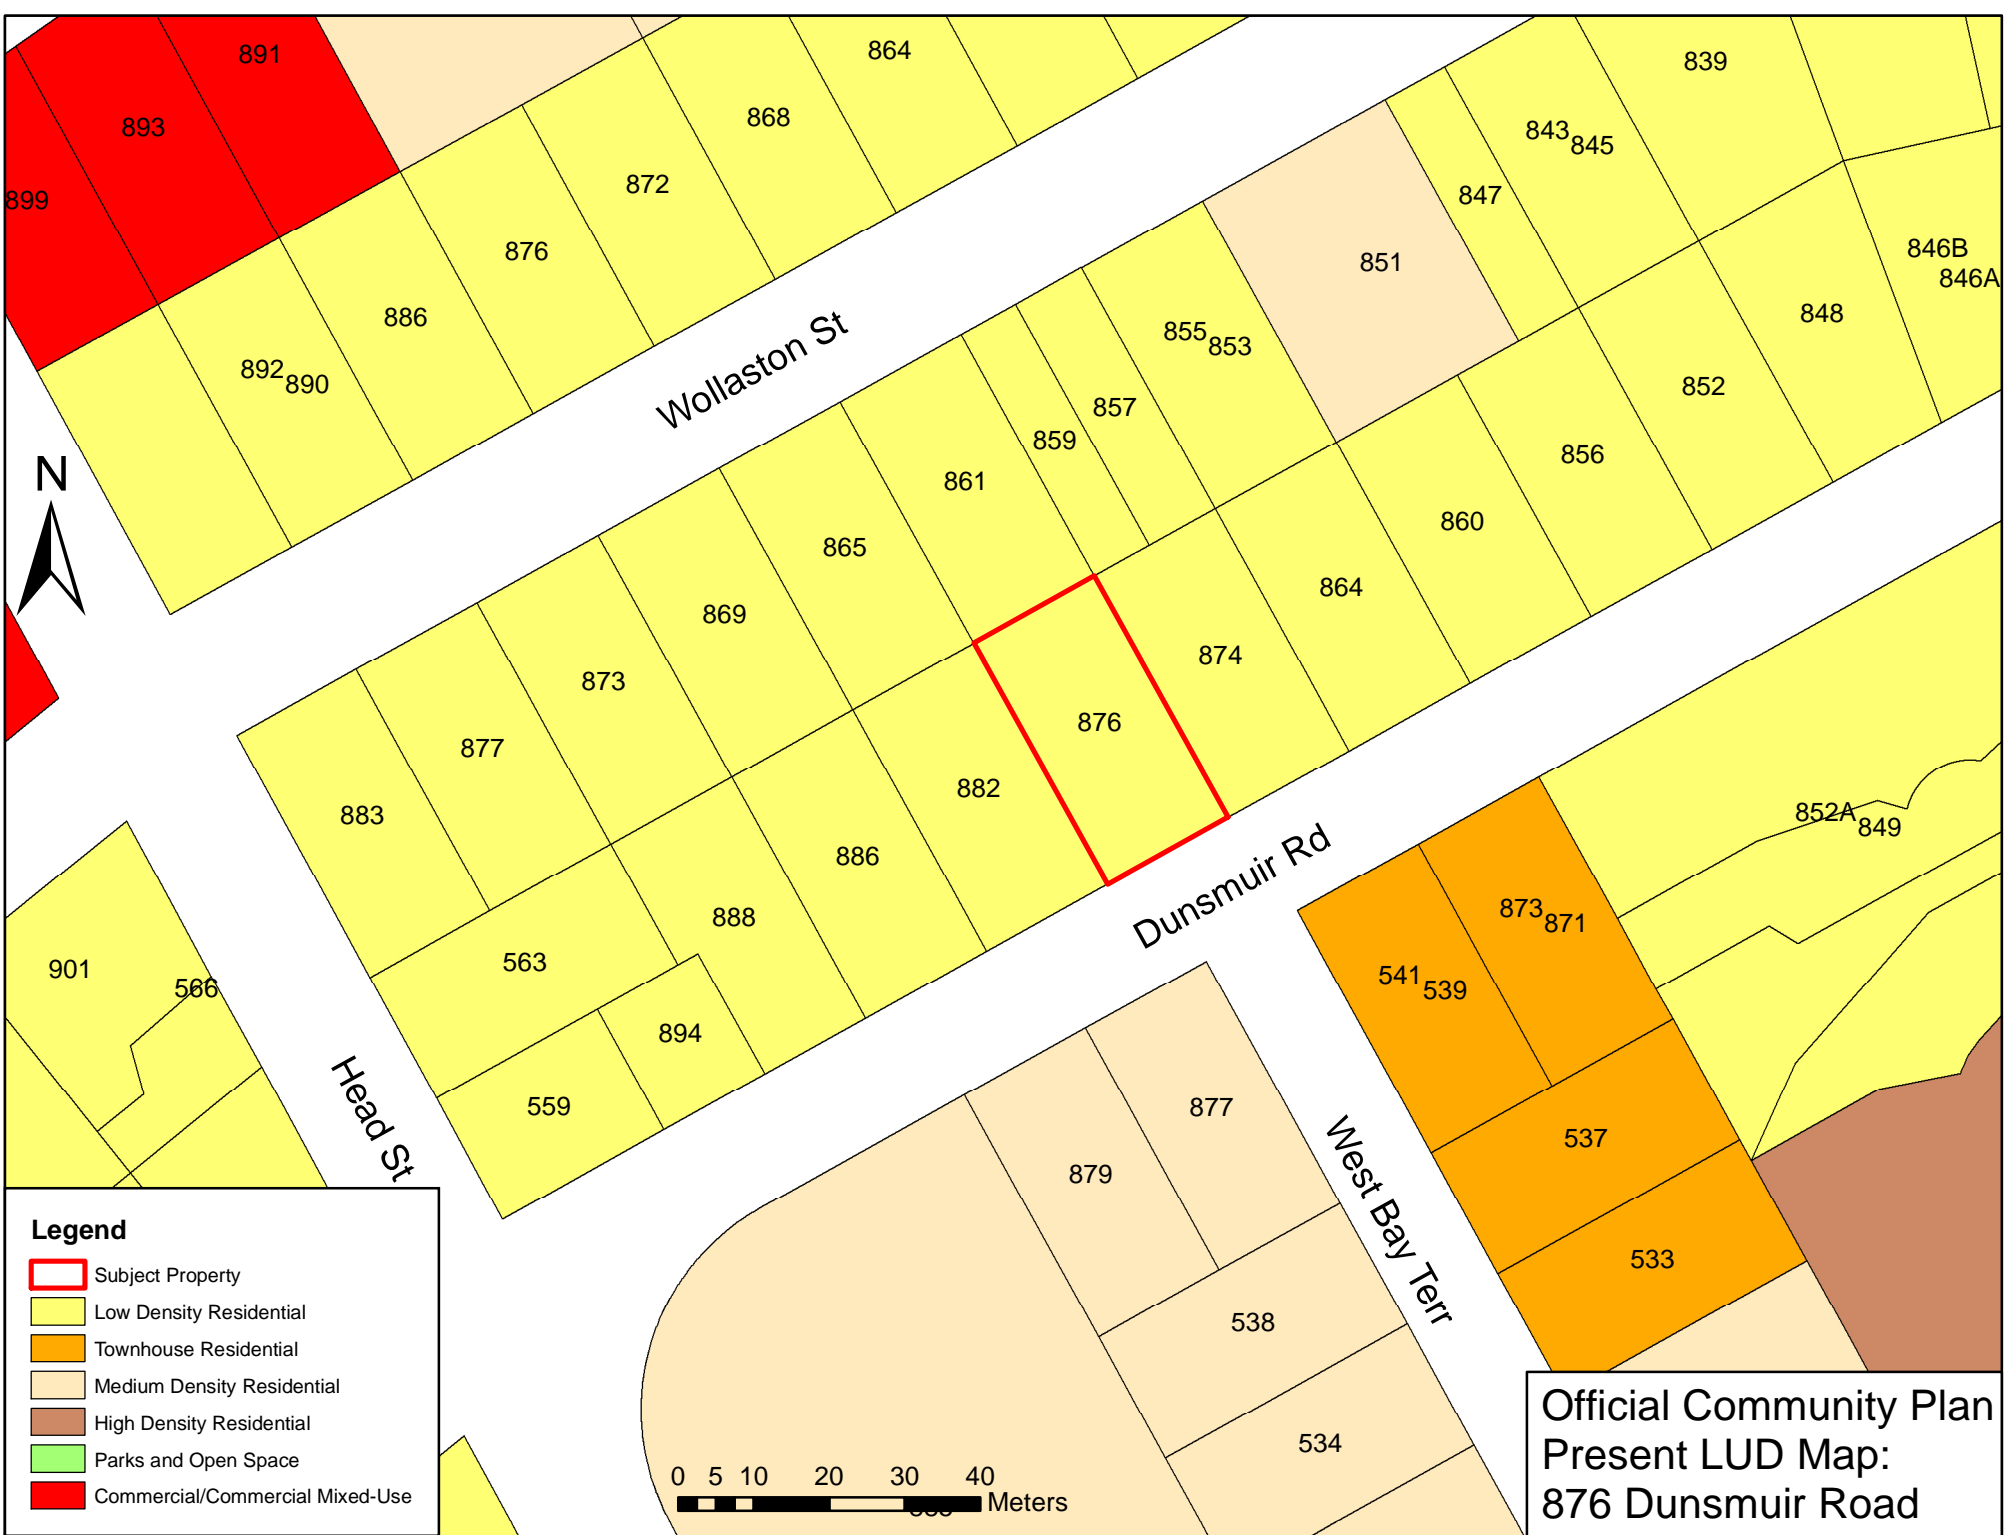 891
864
839
893
868
843 845
899
872
847
876
851
846B
846A
886
855 853
848
892 890
Wollaston St
857
852
859
856
N
861
860
865
864
869
874
873
876
877
882
883
852A 849
886
Dunsmuir Rd
873 871
888
563
541 539
901
566
894
559
877
537
Head St
879
West Bay Terr
533
538
534
Legend
Subject Property
Low Density Residential
Townhouse Residential
Medium Density Residential
High Density Residential
Parks and Open Space
Commercial/Commercial Mixed-Use
0 5 10 20 30 40
Meters
Official Community Plan
Present LUD Map:
876 Dunsmuir Road